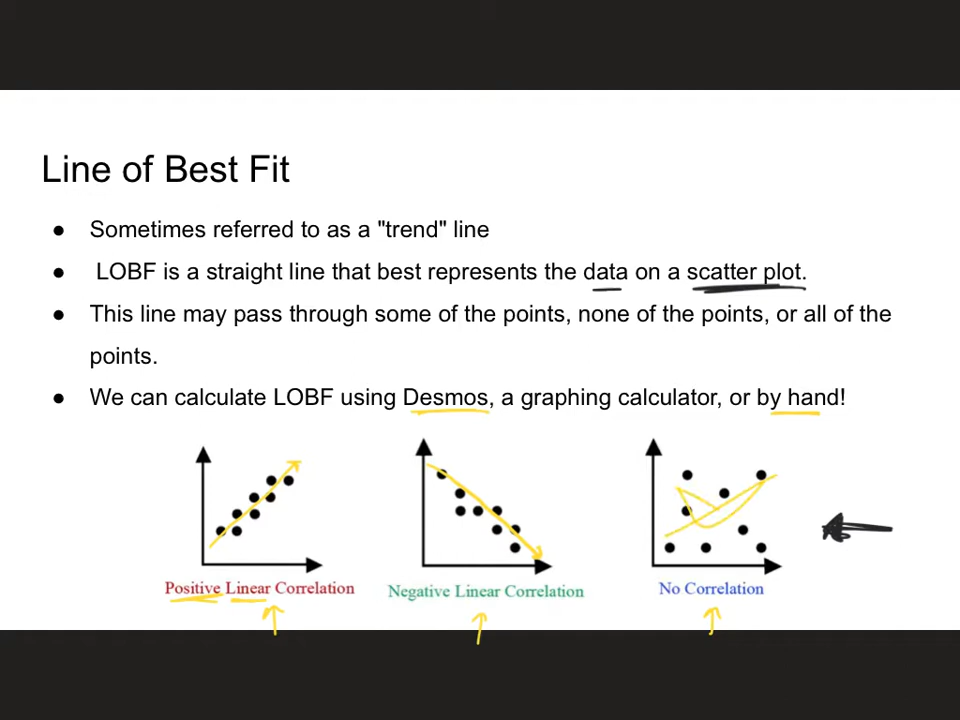 Line of Best Fit
● Sometimes referred to as a "trend" line
● LOBF is a straight line that best represents the data on a scatter plot.
● This line may pass through some of the points, none of the points, or all of the
points.
● We can calculate LOBF using Desmos, a graphing calculator, or by hand!
Positive Linear Correlation
Negative Linear Correlation
No Correlation